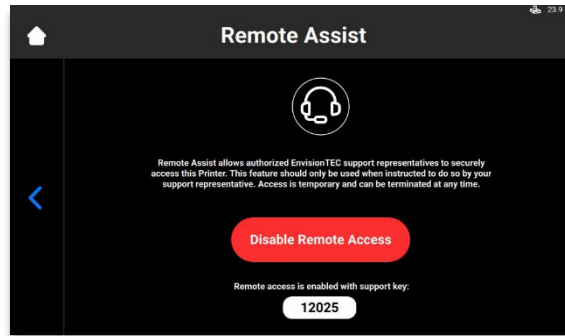 23.9
Remote Assist
Remote Assist allows authorized EnvisionTEC support representatives to securely
access this Printer. This feature should only be used when instructed to do so by your
support representative. Access is temporary and can be terminated at any time.
Disable Remote Access
Remote access is enabled with support key:
12025